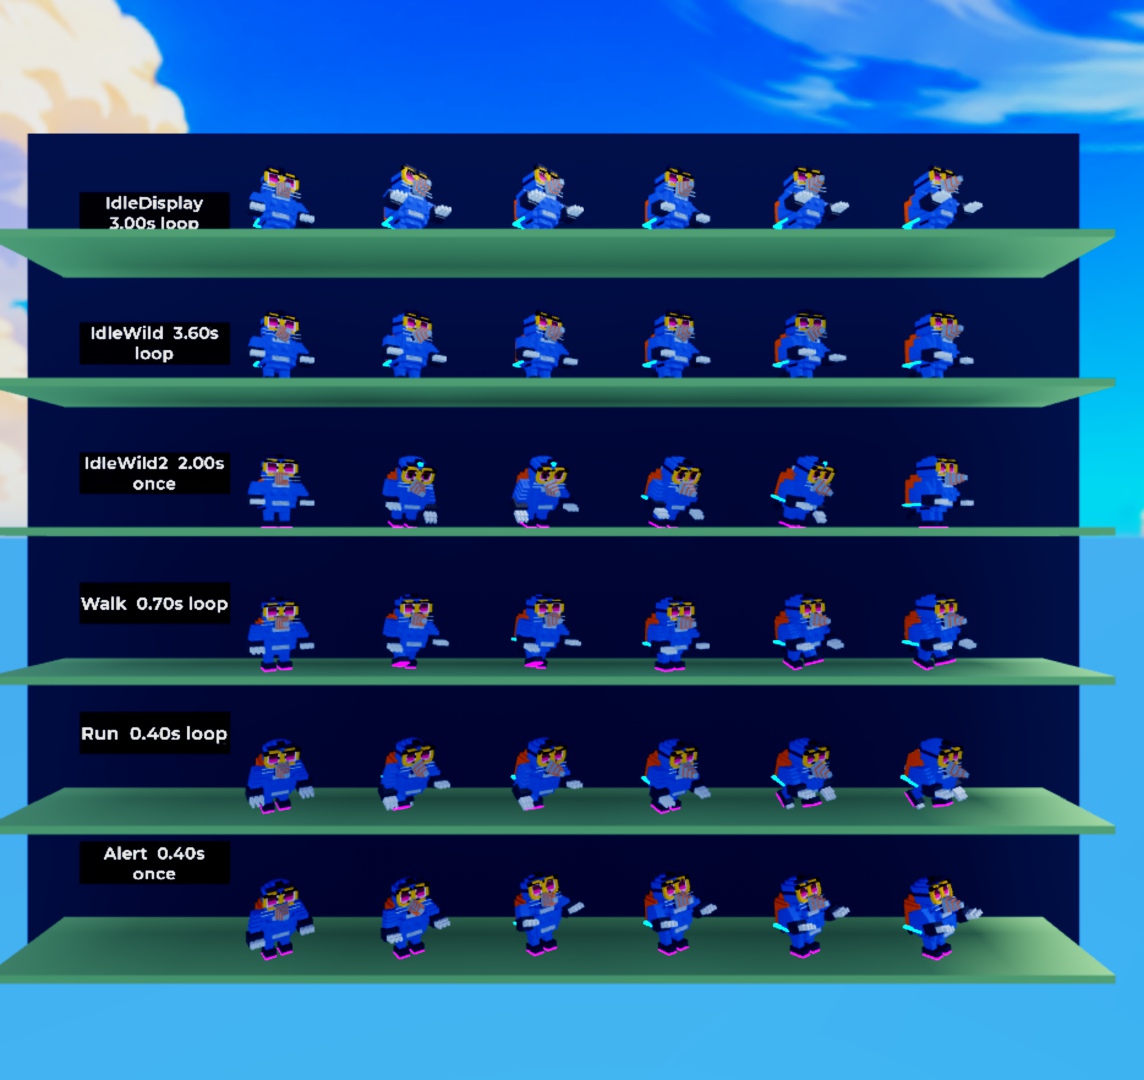 IdleDisplay
3.00s loop
IdleWild 3.60s
loop
IdleWild2 2.00s
once
Walk 0.70s loop
Run 0.40s loop
Alert 0.40s
once